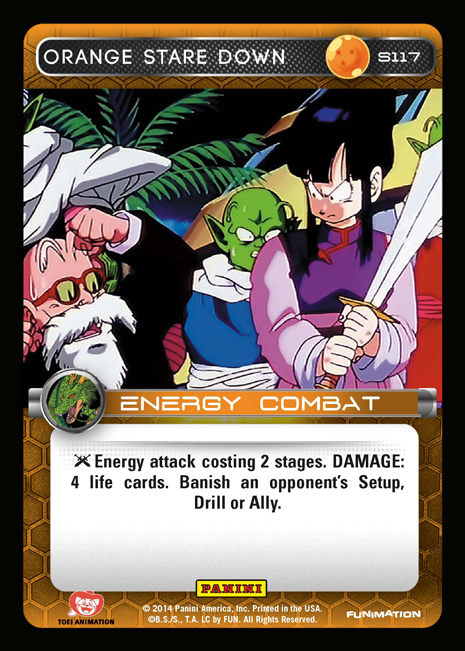 ORANGE STARE DOWN
S117
ENERGY COMBAT
Energy attack costing 2 stages. DAMAGE:
4 life cards. Banish an opponent's Setup,
Drill or Ally.
PANINI
TOEI ANIMATION
© 2014 Panini America, Inc. Printed in the USA.
©B.S./S., T.A. LC by FUN. All Rights Reserved.
FUNIMATION